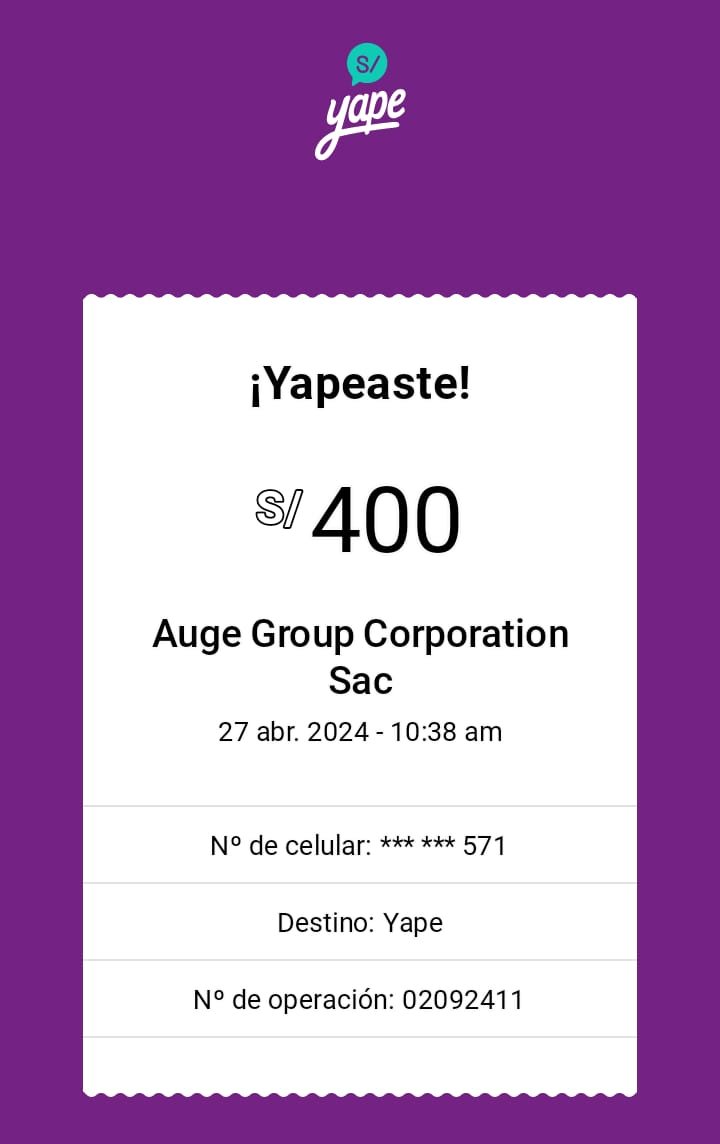 S/
yape
¡Yapeaste!
S/ 400
Auge Group Corporation
Sac
27 abr. 2024 - 10:38 am
Nº de celular: *** *** 571
Destino: Yape
Nº de operación: 02092411